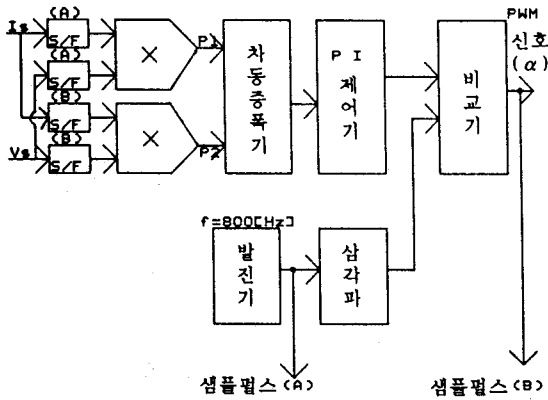 (A)
Is
S/F
(A)
S/F
(B)
S/F
(B)
Vs
S/F
×
×
P1
P2
차동증폭기
P I 제어기
비교기
PWM
신호
(α)
f=800[Hz]
발진기
삼각파
샘플펄스(A)
샘플펄스(B)